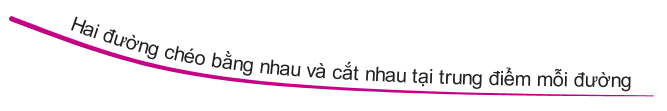 Hai đường chéo bằng nhau và cắt nhau tại trung điểm mỗi đường